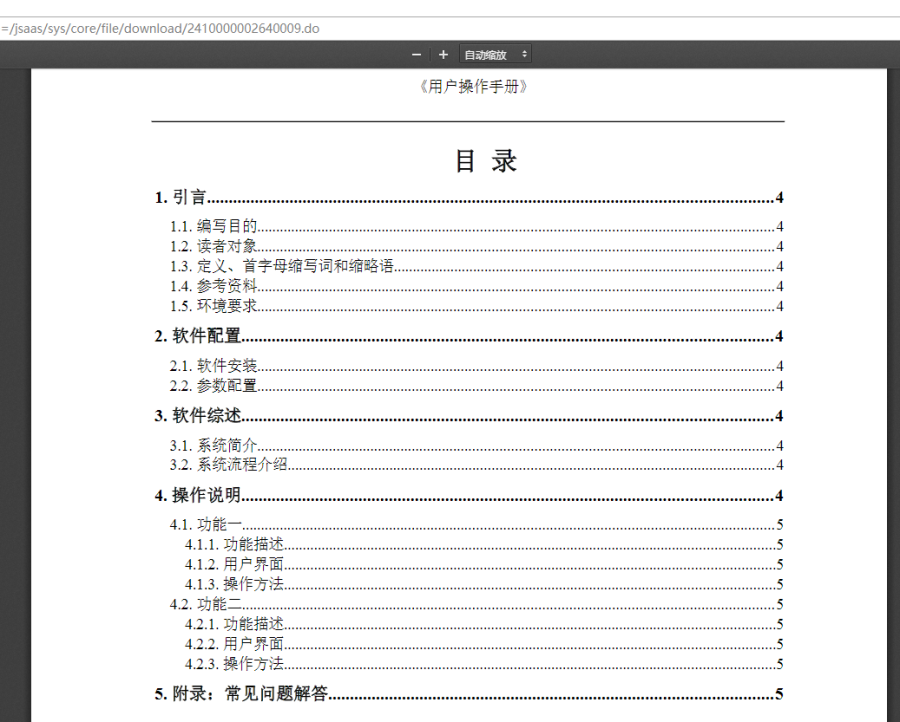 =/jsaas/sys/core/file/download/2410000002640009.do
− + 自动缩放
《用户操作手册》
目 录
1. 引言........................4
1.1. 编写目的........................4
1.2. 读者对象........................4
1.3. 定义、首字母缩写词和缩略语........................4
1.4. 参考资料........................4
1.5. 环境要求........................4
2. 软件配置........................4
2.1. 软件安装........................4
2.2. 参数配置........................4
3. 软件综述........................4
3.1. 系统简介........................4
3.2. 系统流程介绍........................4
4. 操作说明........................4
4.1. 功能一........................5
4.1.1. 功能描述........................5
4.1.2. 用户界面........................5
4.1.3. 操作方法........................5
4.2. 功能二........................5
4.2.1. 功能描述........................5
4.2.2. 用户界面........................5
4.2.3. 操作方法........................5
5. 附录：常见问题解答........................5